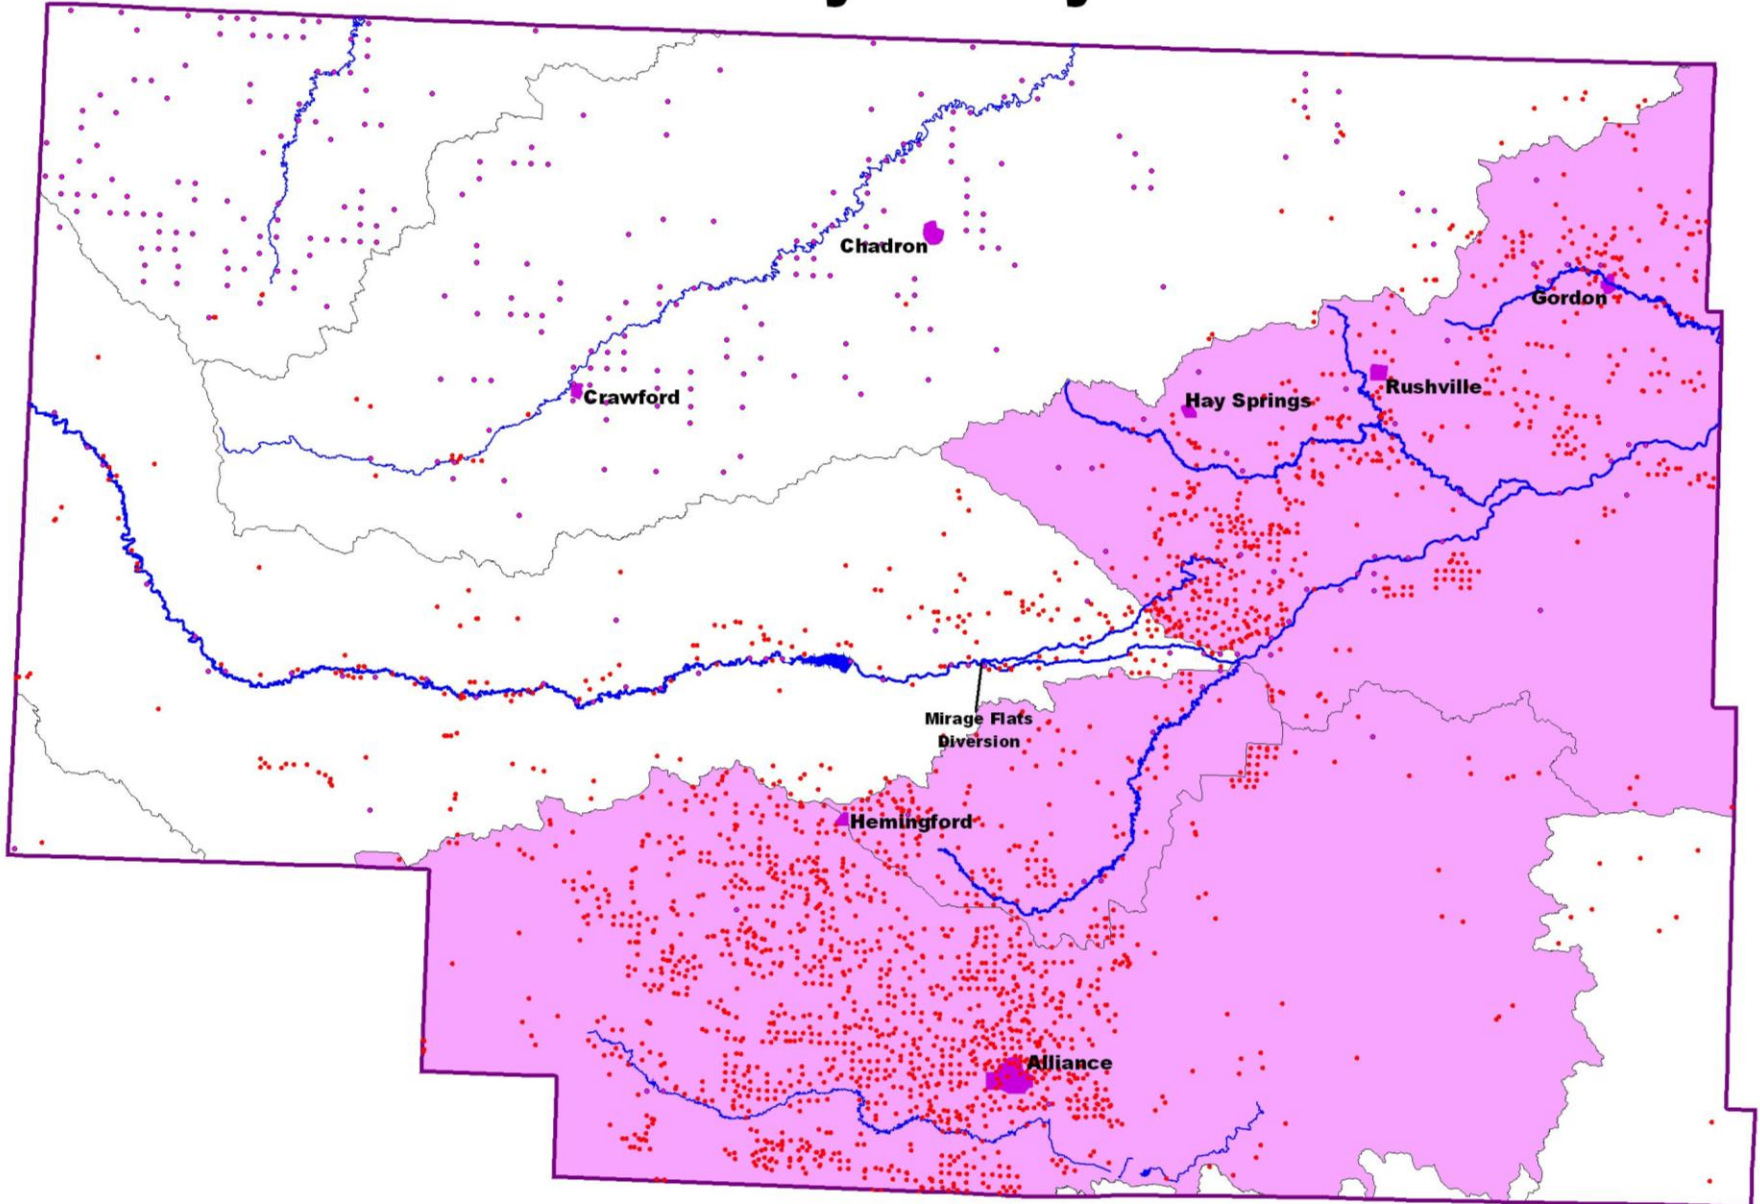 Chadron
Gordon
Crawford
Hay Springs
Rushville
Mirage Flats
Diversion
Hemingford
Alliance